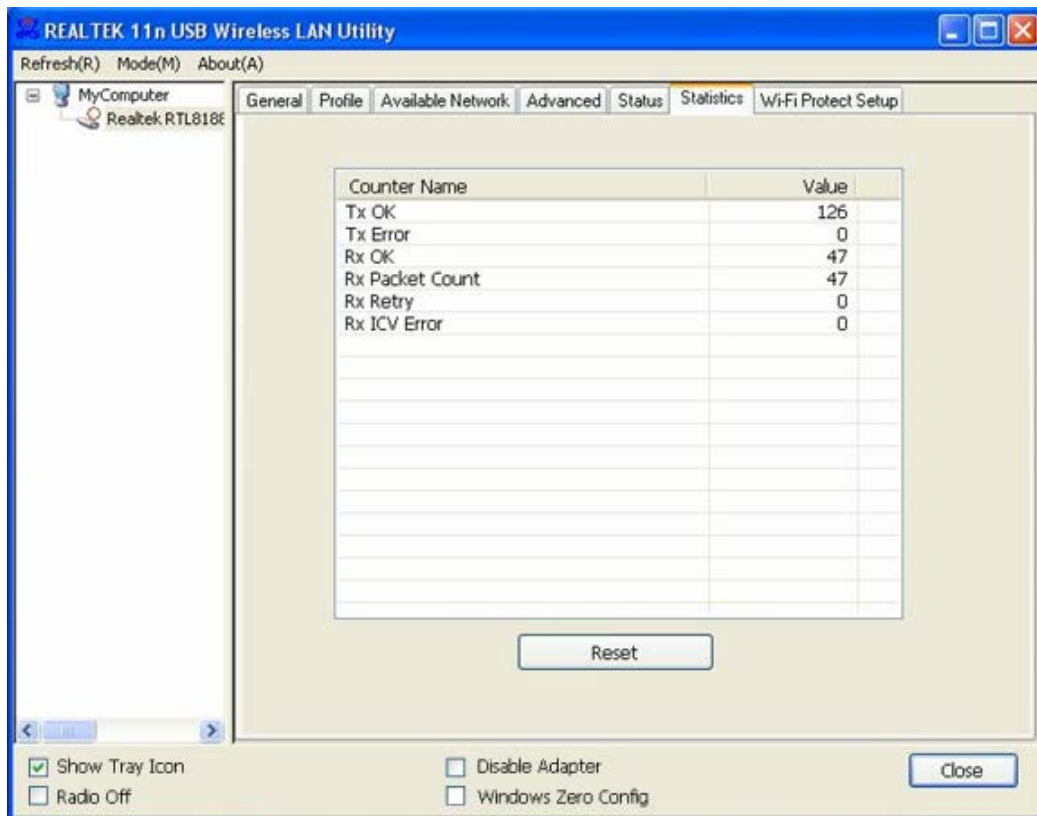 REALTEK 11n USB Wireless LAN Utility
Refresh(R) Mode(M) About(A)
MyComputer
Realtek RTL8188
General Profile Available Network Advanced Status Statistics Wi-Fi Protect Setup
Counter Name Value
Tx OK 126
Tx Error 0
Rx OK 47
Rx Packet Count 47
Rx Retry 0
Rx ICV Error 0
Reset
Show Tray Icon Disable Adapter Close
Radio Off Windows Zero Config